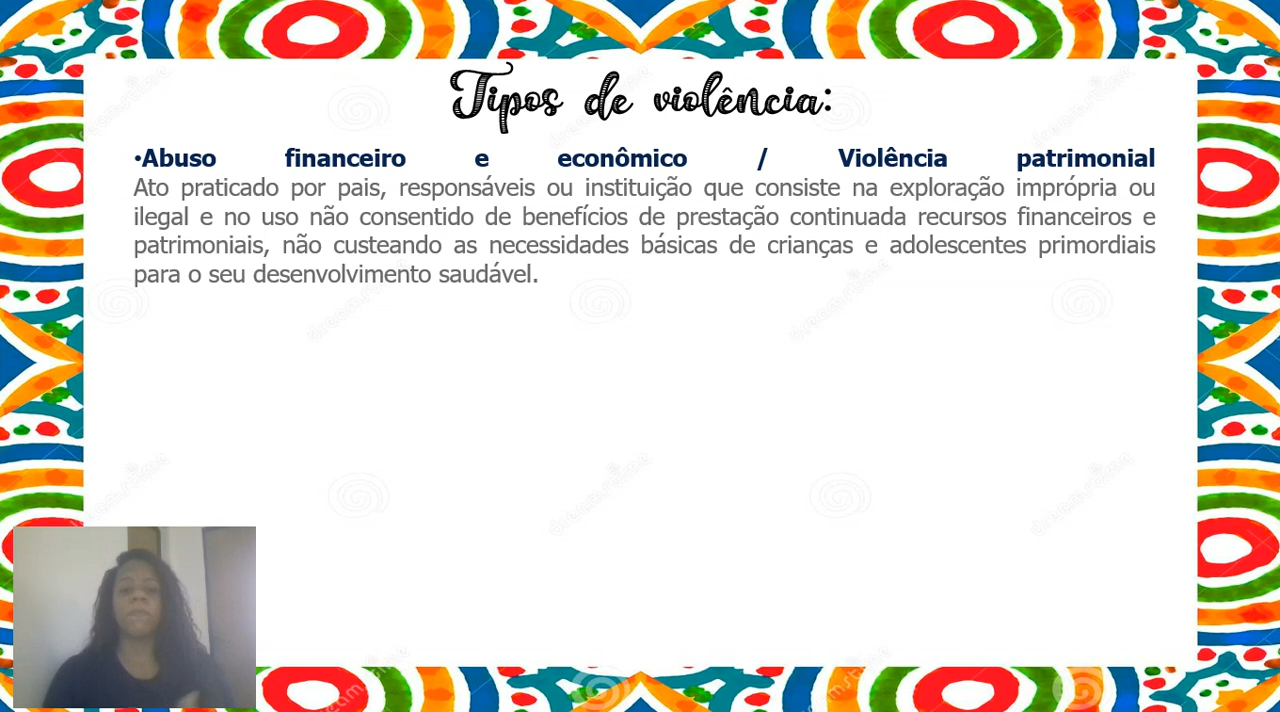 Tipos de violência:
•Abuso financeiro e econômico / Violência patrimonial
Ato praticado por pais, responsáveis ou instituição que consiste na exploração imprópria ou
ilegal e no uso não consentido de benefícios de prestação continuada recursos financeiros e
patrimoniais, não custeando as necessidades básicas de crianças e adolescentes primordiais
para o seu desenvolvimento saudável.